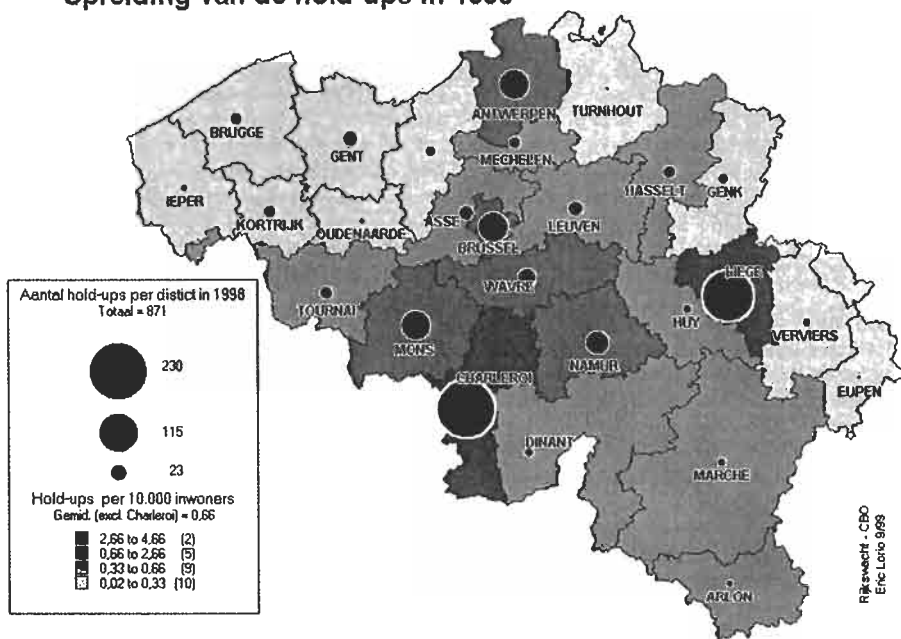 ANTWERPEN
TURNHOUT
BRUGGE
GENT
MECHELEN
HASSELT
GENK
IEPER
KORTRIJK
OUDENAARDE
ASSE
BRUSSEL
LEUVEN
Aantal hold-ups per distict in 1998
Totaal = 871
230
115
23
Hold-ups per 10.000 inwoners
Gemid. (excl. Charleroi) = 0,66
2,66 to 4,66 (2)
0,66 to 2,66 (5)
0,33 to 0,66 (9)
0,02 to 0,33 (10)
TOURNAI
WAVRE
LIEGE
HUY
VERVIERS
MONS
CHARLEROI
NAMUR
EUPEN
DINANT
MARCHE
ARLON
Rijkswacht - CBO
Eric Lorio 9/99